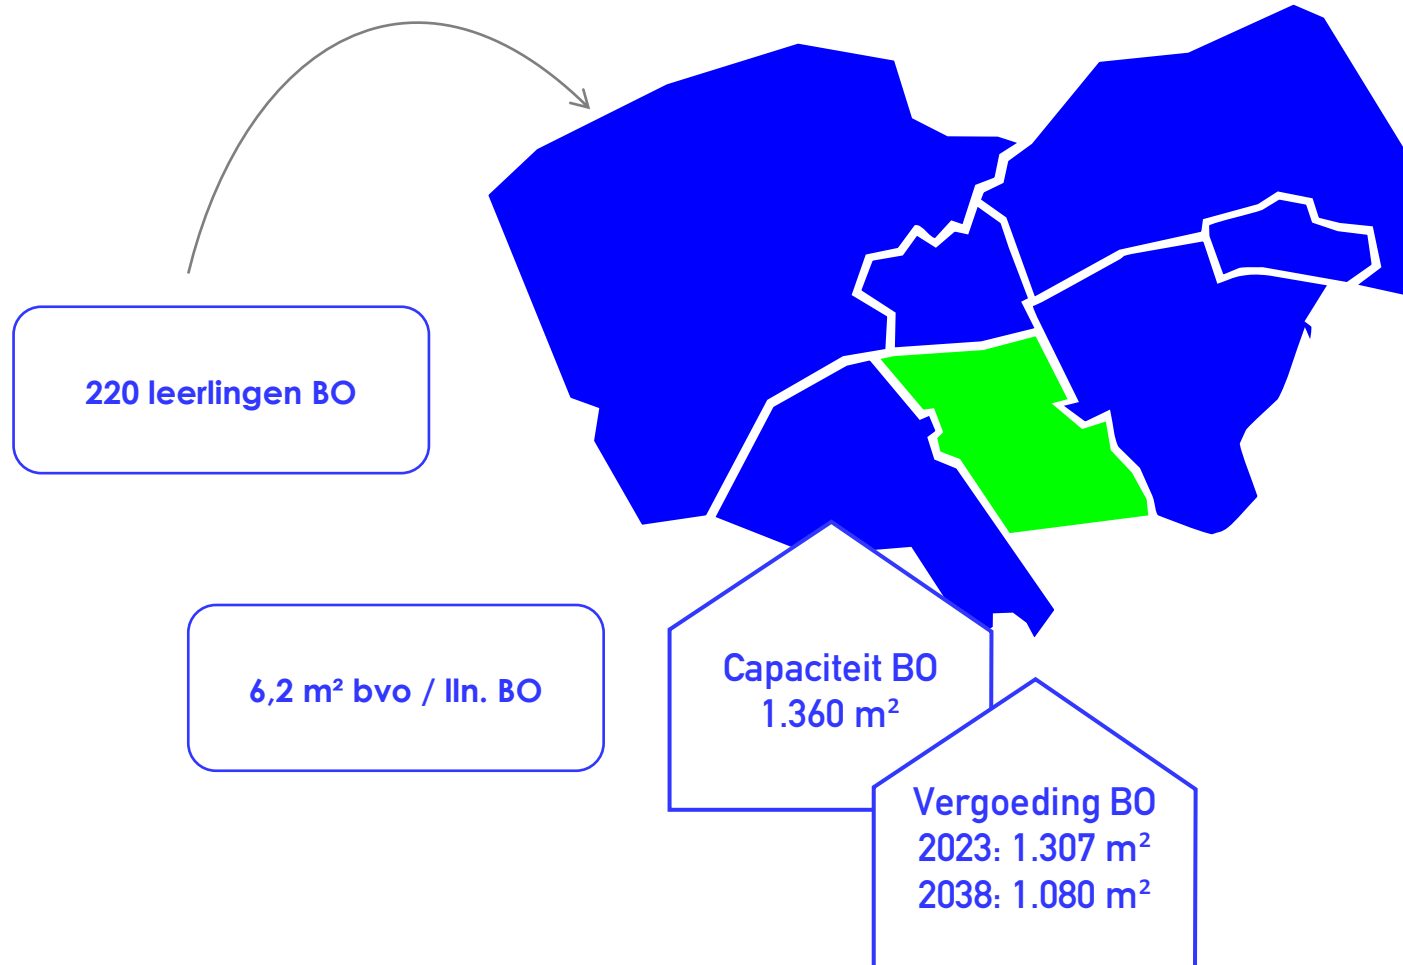 220 leerlingen BO
6,2 m² bvo / lln. BO
Capaciteit BO
1.360 m²
Vergoeding BO
2023: 1.307 m²
2038: 1.080 m²